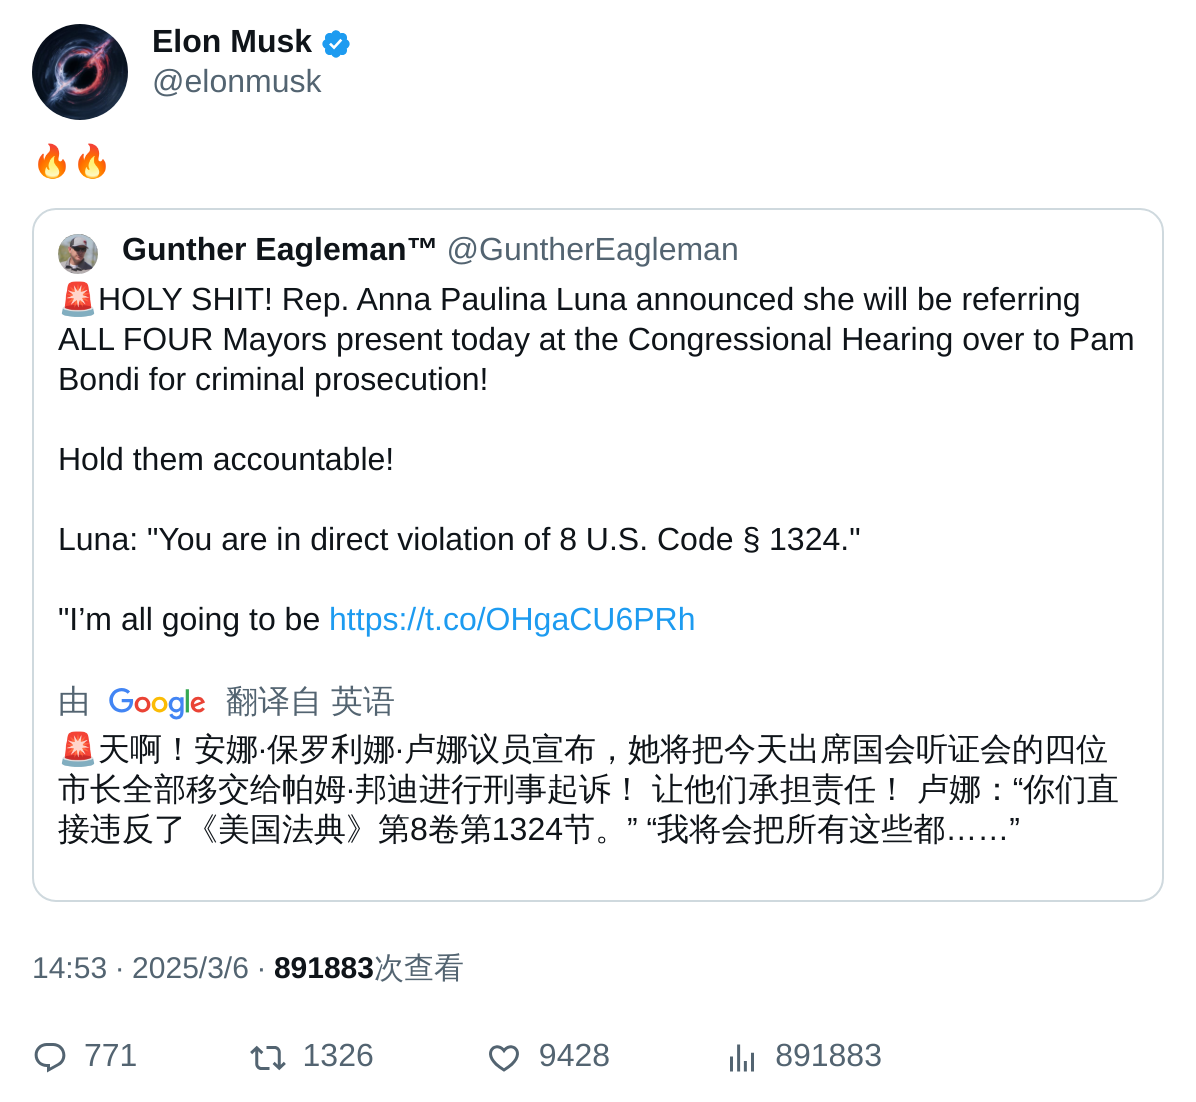 Elon Musk
@elonmusk
🔥🔥
Gunther Eagleman™ @GuntherEagleman
🚨HOLY SHIT! Rep. Anna Paulina Luna announced she will be referring
ALL FOUR Mayors present today at the Congressional Hearing over to Pam
Bondi for criminal prosecution!
Hold them accountable!
Luna: "You are in direct violation of 8 U.S. Code § 1324."
"I’m all going to be https://t.co/OHgaCU6PRh
由 Google 翻译自 英语
🚨天啊！安娜·保罗利娜·卢娜议员宣布，她将把今天出席国会听证会的四位
市长全部移交给帕姆·邦迪进行刑事起诉！ 让他们承担责任！ 卢娜：“你们直
接违反了《美国法典》第8卷第1324节。” “我将会把所有这些都……”
14:53 · 2025/3/6 · 891883次查看
771 1326 9428 891883